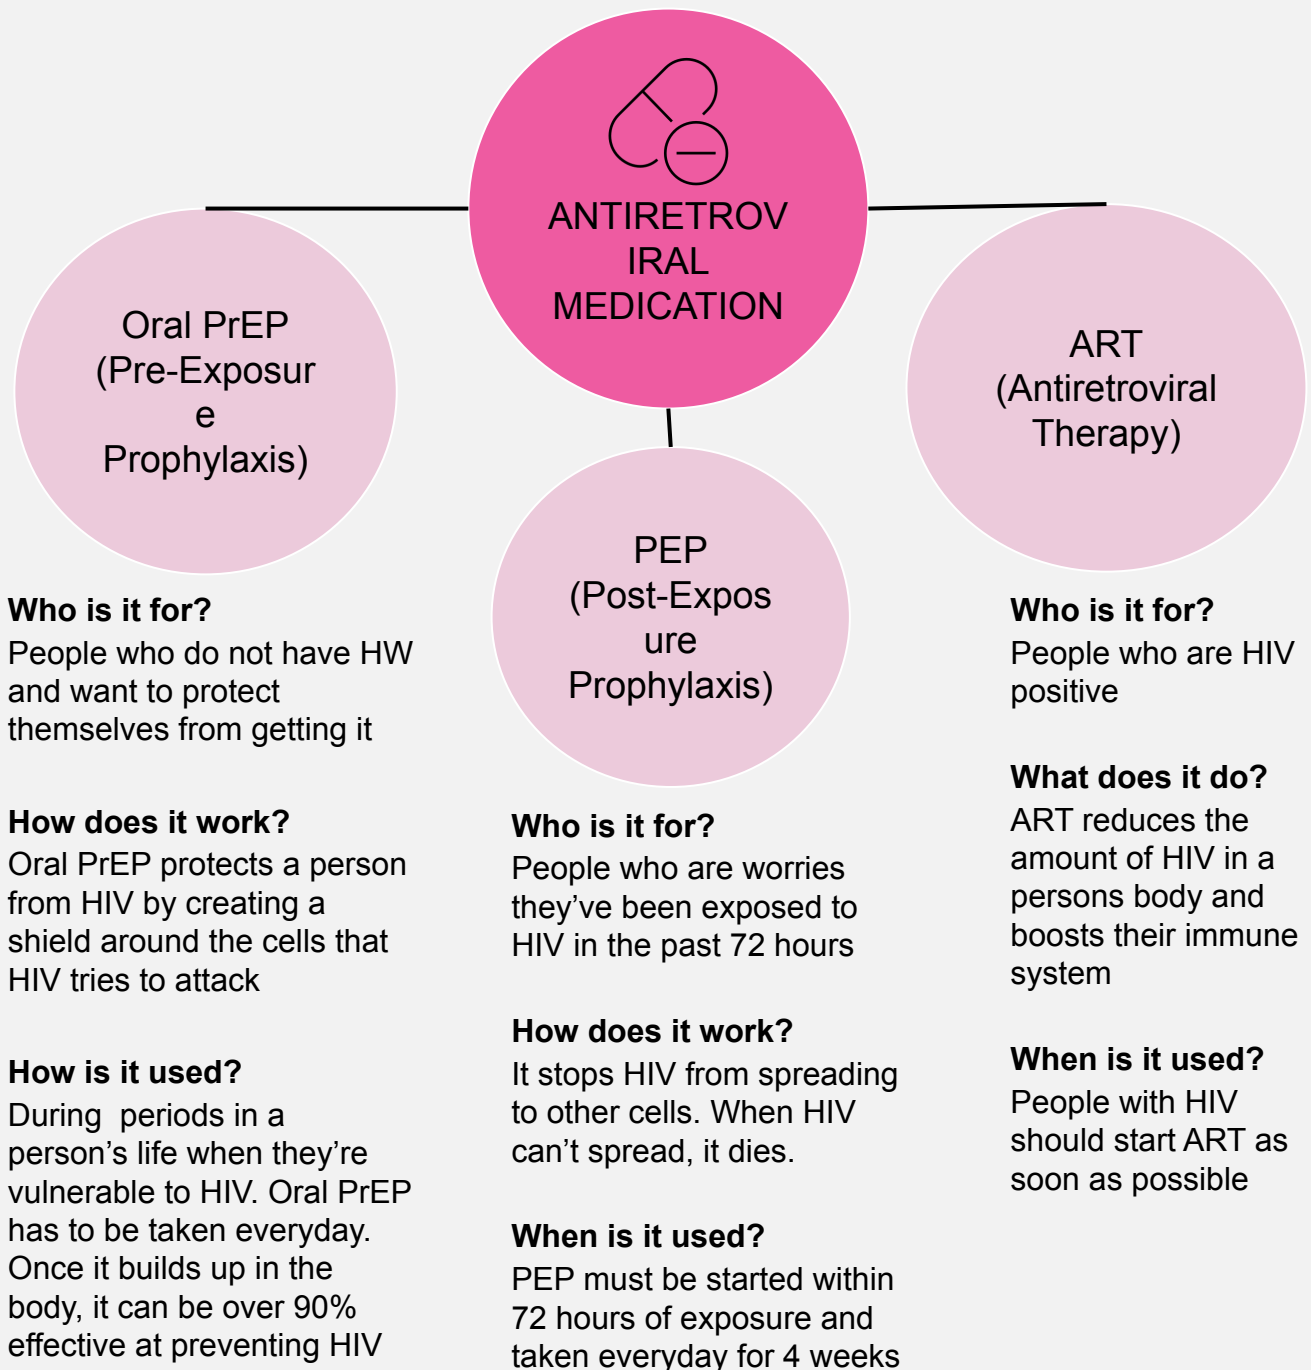 ANTIRETROV
IRAL
MEDICATION
Oral PrEP
(Pre-Exposur
e
Prophylaxis)
Who is it for?
People who do not have HW
and want to protect
themselves from getting it
How does it work?
Oral PrEP protects a person
from HIV by creating a
shield around the cells that
HIV tries to attack
How is it used?
During  periods in a
person’s life when they’re
vulnerable to HIV. Oral PrEP
has to be taken everyday.
Once it builds up in the
body, it can be over 90%
effective at preventing HIV
PEP
(Post-Expos
ure
Prophylaxis)
Who is it for?
People who are worries
they’ve been exposed to
HIV in the past 72 hours
How does it work?
It stops HIV from spreading
to other cells. When HIV
can’t spread, it dies.
When is it used?
PEP must be started within
72 hours of exposure and
taken everyday for 4 weeks
ART
(Antiretroviral
Therapy)
Who is it for?
People who are HIV
positive
What does it do?
ART reduces the
amount of HIV in a
persons body and
boosts their immune
system
When is it used?
People with HIV
should start ART as
soon as possible